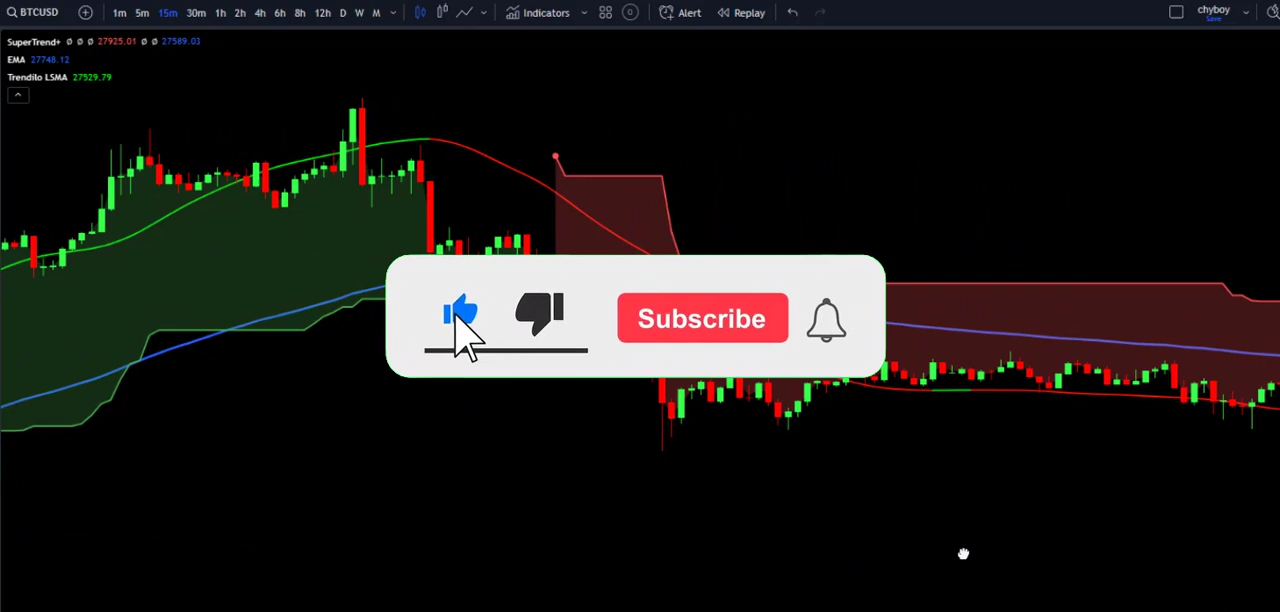 BTCUSD 1m 5m 15m 30m 1h 2h 4h 6h 8h 12h D W M Indicators Alert Replay chyboy
Save
SuperTrend+ Ø Ø Ø 27925.01 Ø Ø 27589.03
EMA 27748.12
Trendilo LSMA 27529.79
Subscribe